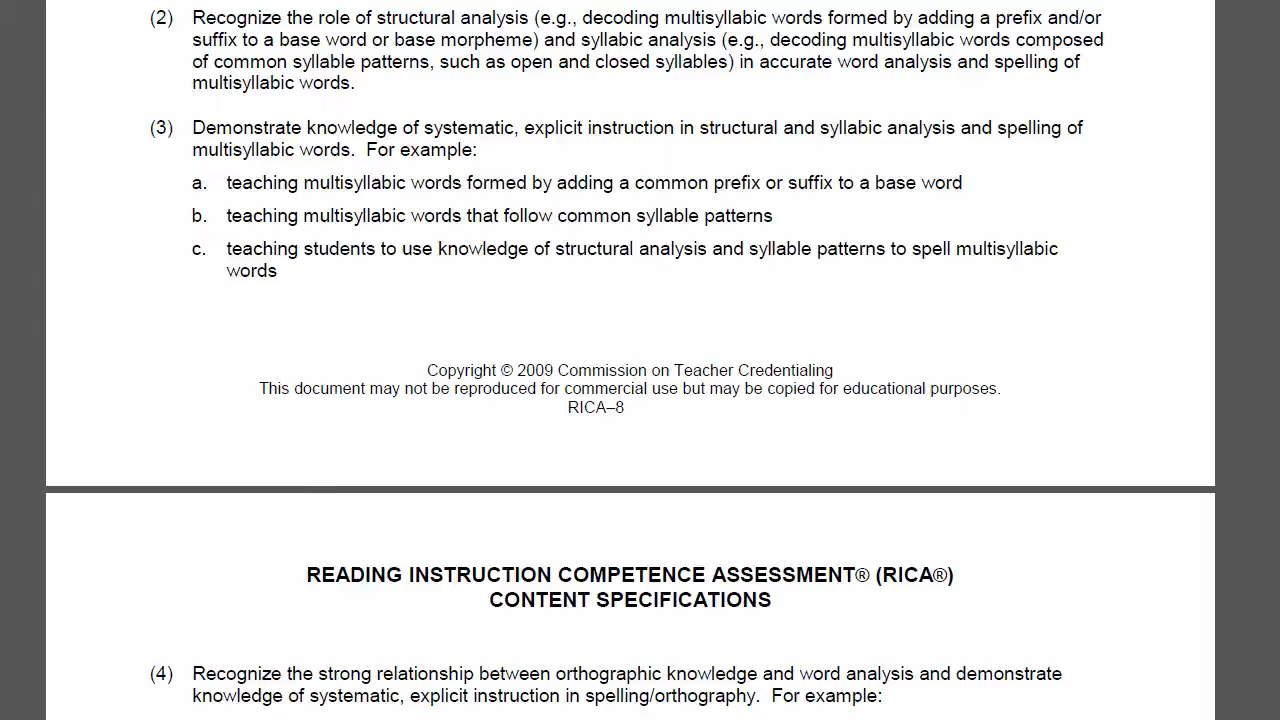 (2) Recognize the role of structural analysis (e.g., decoding multisyllabic words formed by adding a prefix and/or
suffix to a base word or base morpheme) and syllabic analysis (e.g., decoding multisyllabic words composed
of common syllable patterns, such as open and closed syllables) in accurate word analysis and spelling of
multisyllabic words.
(3) Demonstrate knowledge of systematic, explicit instruction in structural and syllabic analysis and spelling of
multisyllabic words. For example:
a. teaching multisyllabic words formed by adding a common prefix or suffix to a base word
b. teaching multisyllabic words that follow common syllable patterns
c. teaching students to use knowledge of structural analysis and syllable patterns to spell multisyllabic
words
Copyright © 2009 Commission on Teacher Credentialing
This document may not be reproduced for commercial use but may be copied for educational purposes.
RICA–8
READING INSTRUCTION COMPETENCE ASSESSMENT® (RICA®)
CONTENT SPECIFICATIONS
(4) Recognize the strong relationship between orthographic knowledge and word analysis and demonstrate
knowledge of systematic, explicit instruction in spelling/orthography. For example: